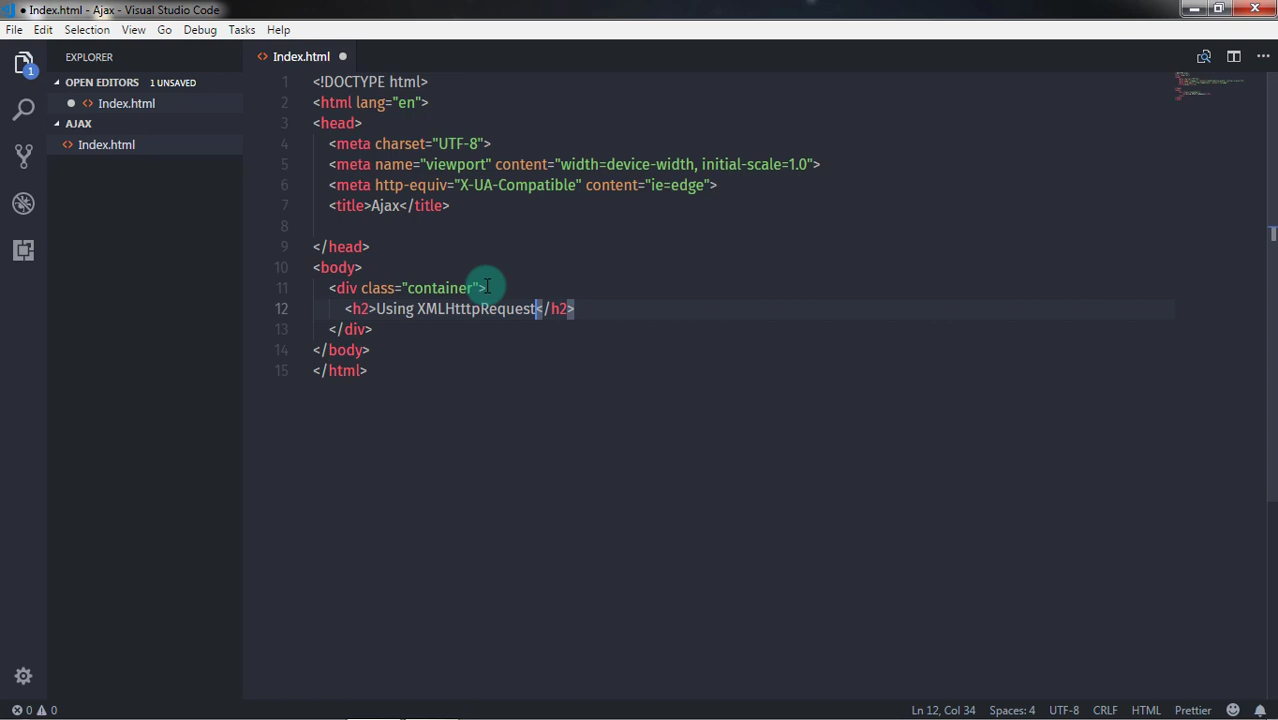 ● Index.html - Ajax - Visual Studio Code
File Edit Selection View Go Debug Tasks Help
EXPLORER
OPEN EDITORS 1 UNSAVED
● <> Index.html
AJAX
<> Index.html
1
<> Index.html ●
1 <!DOCTYPE html>
2 <html lang="en">
3 <head>
4 <meta charset="UTF-8">
5 <meta name="viewport" content="width=device-width, initial-scale=1.0">
6 <meta http-equiv="X-UA-Compatible" content="ie=edge">
7 <title>Ajax</title>
8
9 </head>
10 <body>
11 <div class="container">
12 <h2>Using XMLHtttpRequest</h2>
13 </div>
14 </body>
15 </html>
0 0 Ln 12, Col 34 Spaces: 4 UTF-8 CRLF HTML Prettier